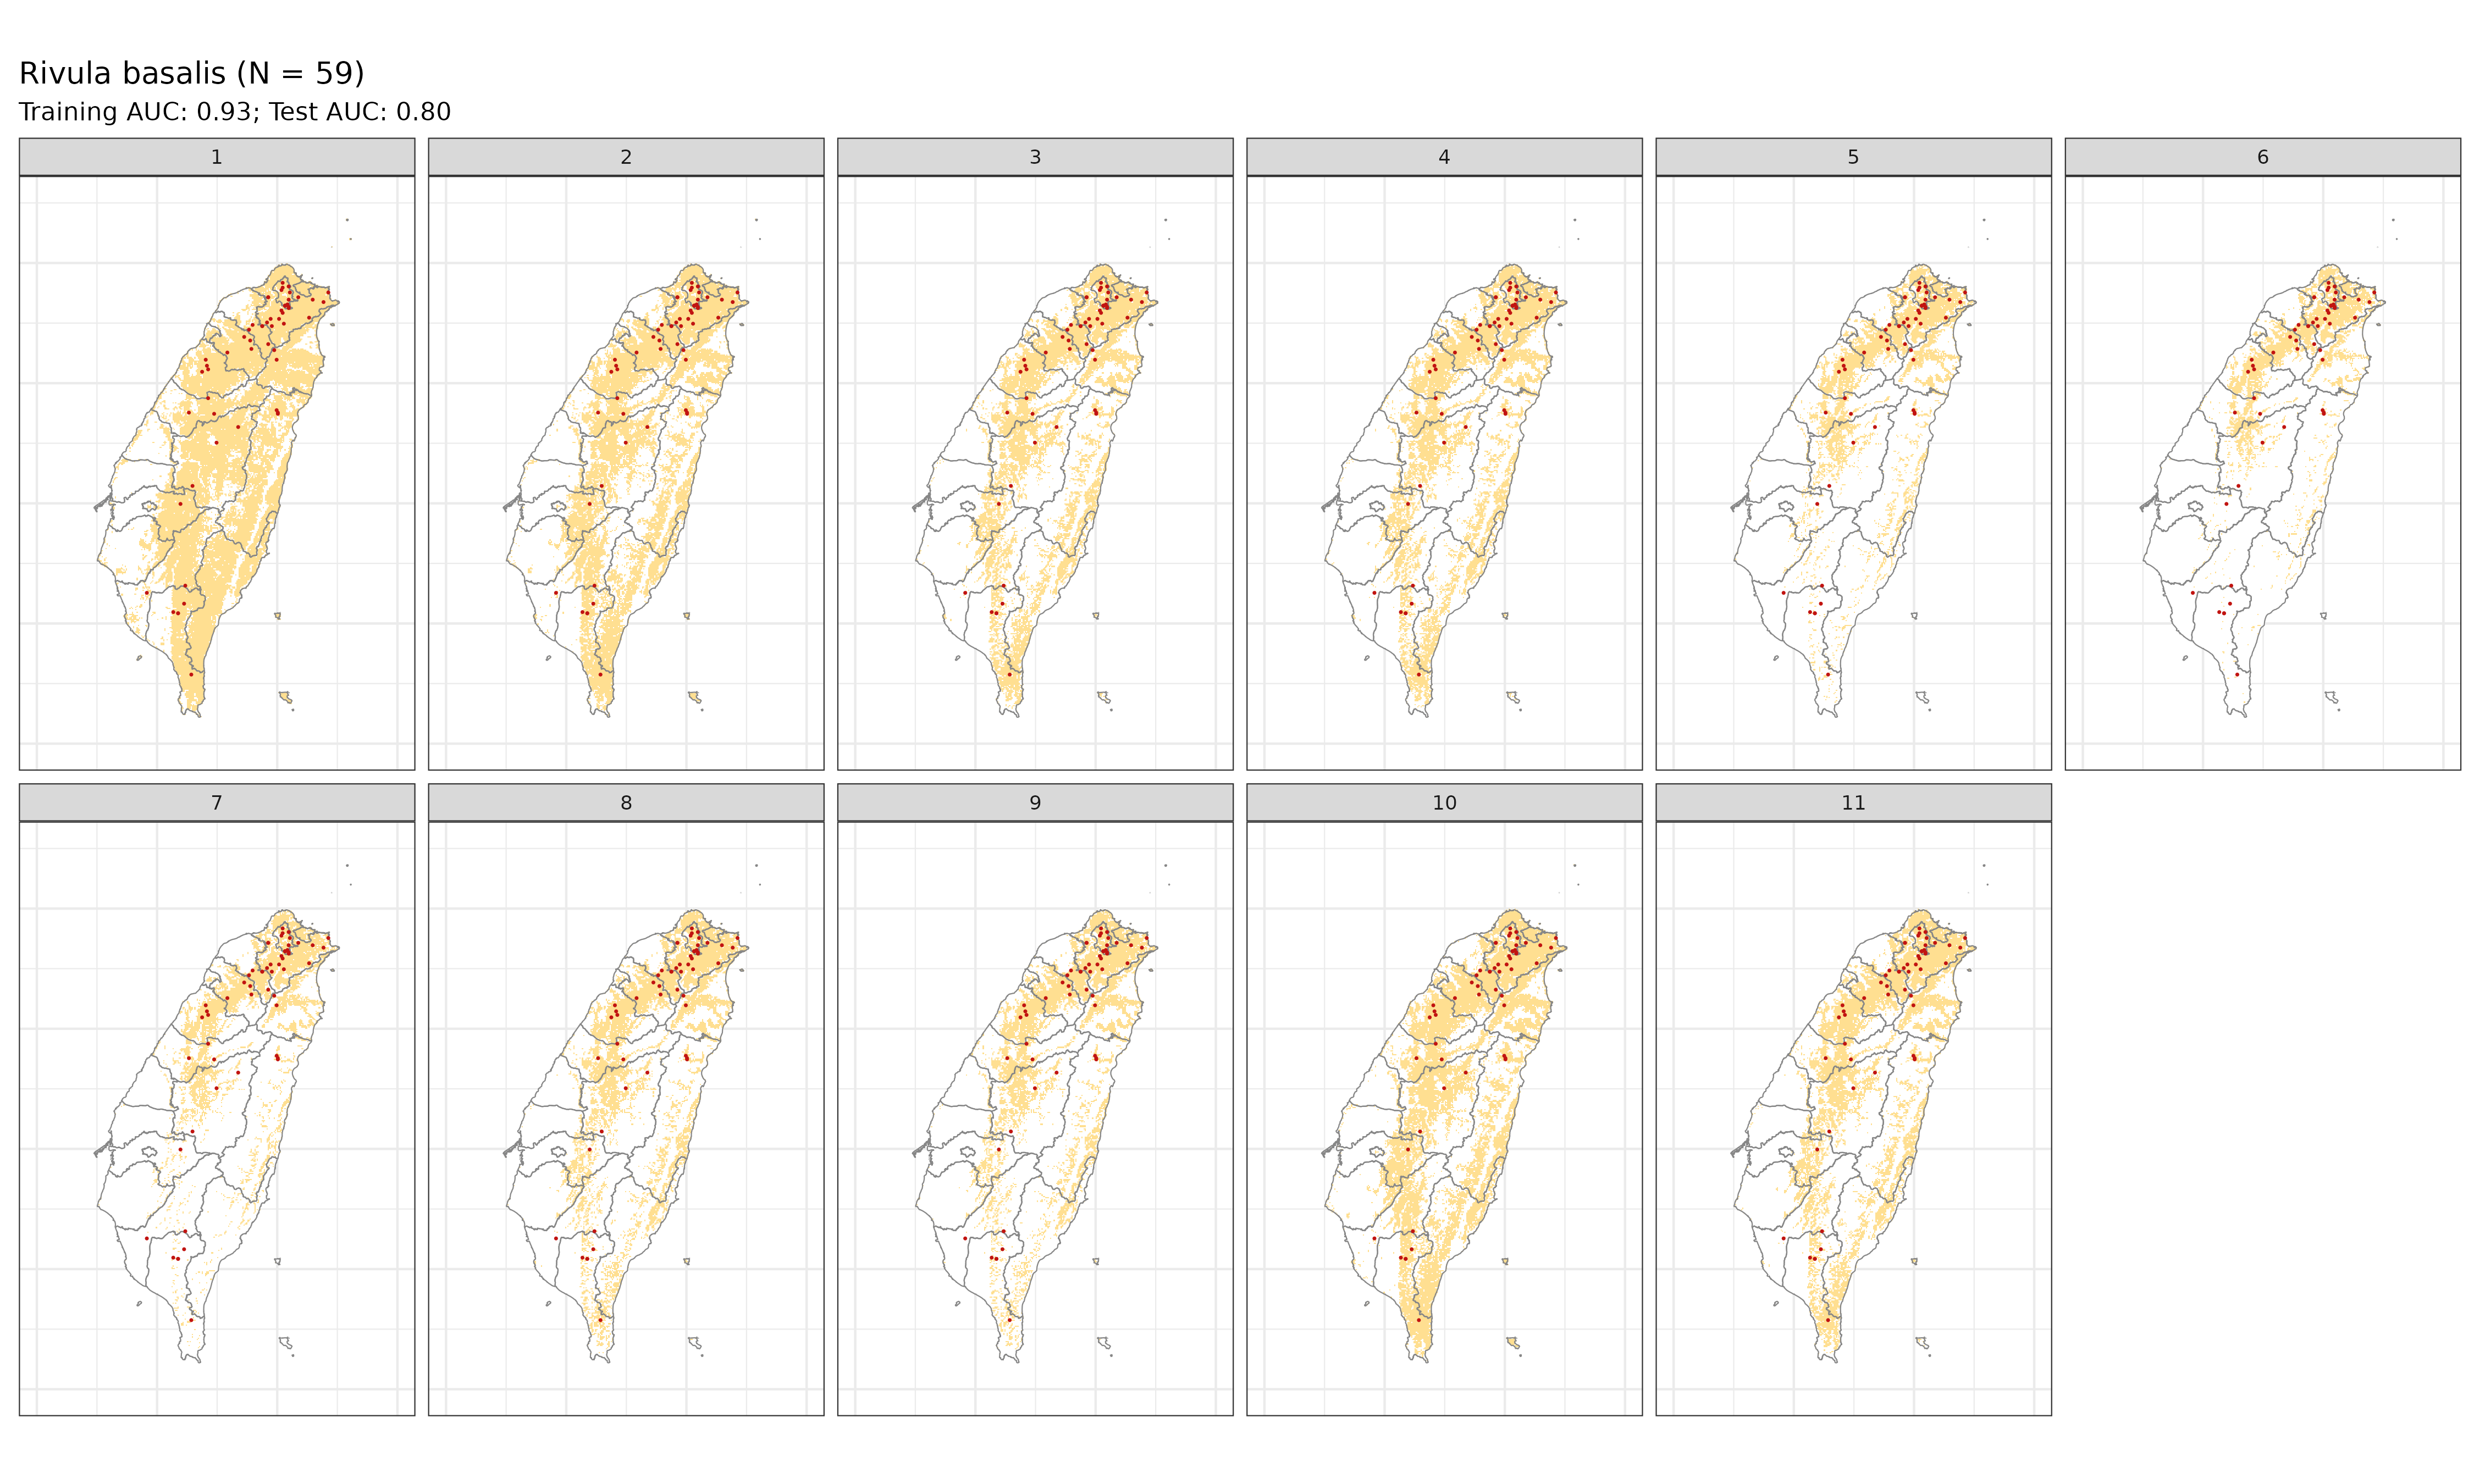 Rivula basalis (N = 59)
Training AUC: 0.93; Test AUC: 0.80
1 2 3 4 5 6
7 8 9 10 11